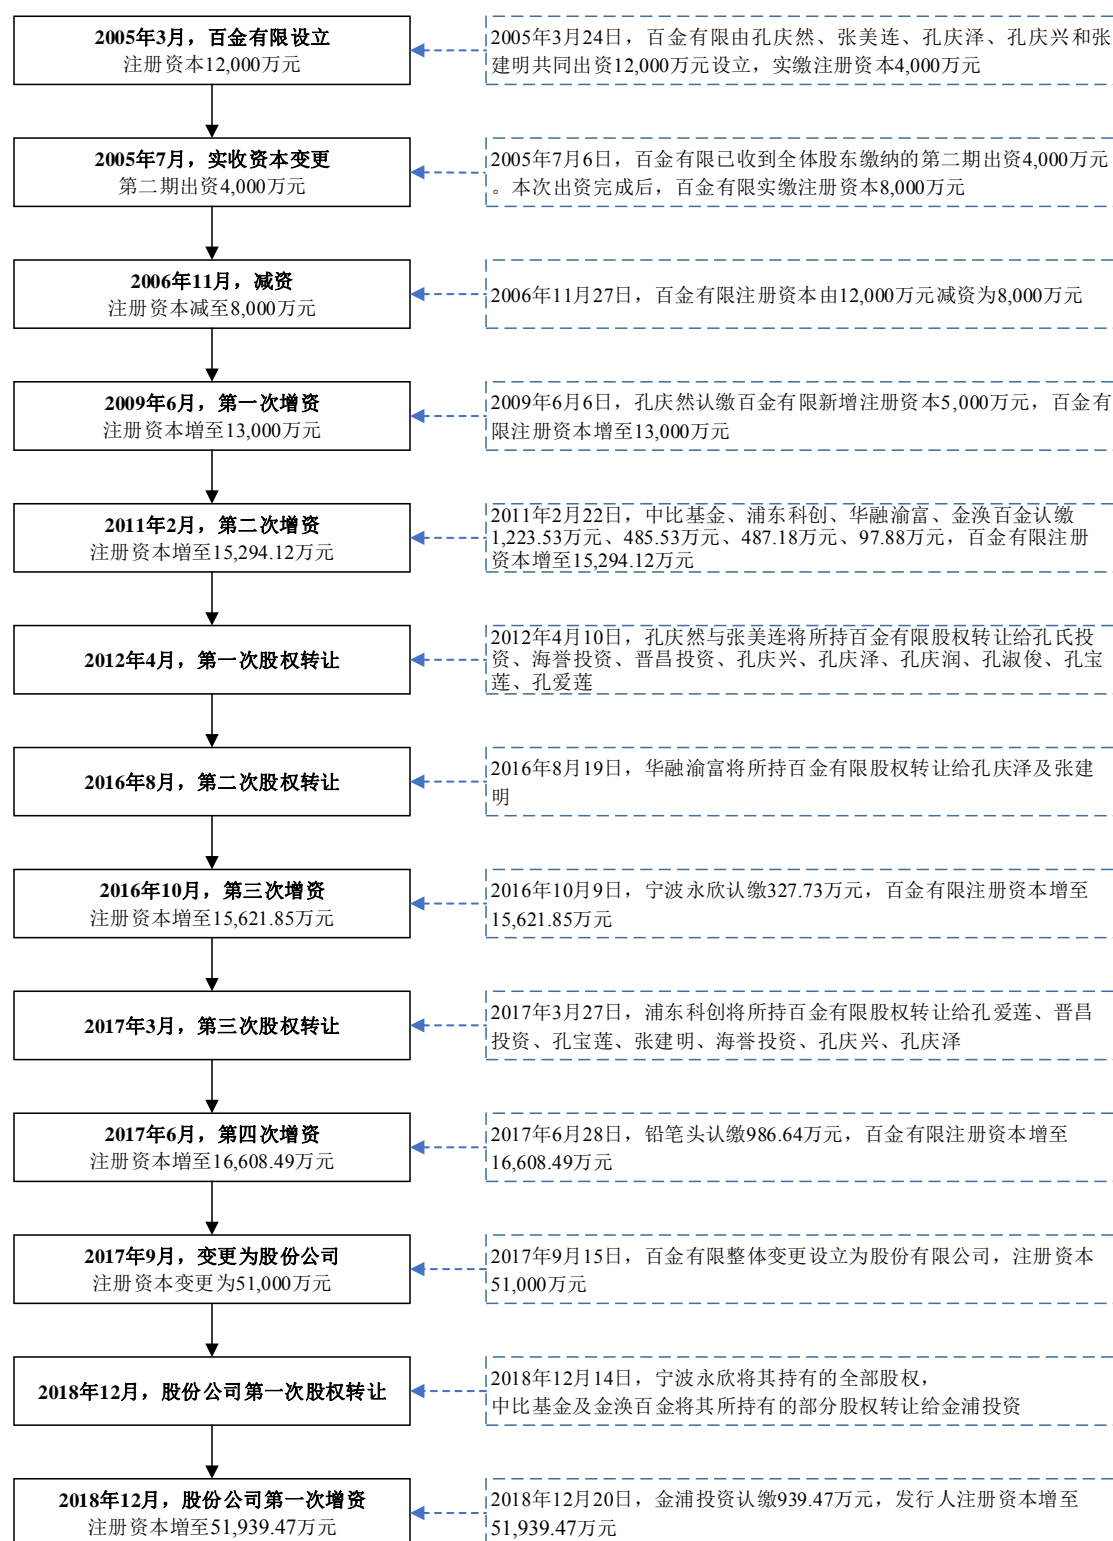 2005年3月，百金有限设立
注册资本12,000万元
2005年3月24日，百金有限由孔庆然、张美连、孔庆泽、孔庆兴和张
建明共同出资12,000万元设立，实缴注册资本4,000万元
2005年7月，实收资本变更
第二期出资4,000万元
2005年7月6日，百金有限已收到全体股东缴纳的第二期出资4,000万元
。本次出资完成后，百金有限实缴注册资本8,000万元
2006年11月，减资
注册资本减至8,000万元
2006年11月27日，百金有限注册资本由12,000万元减资为8,000万元
2009年6月，第一次增资
注册资本增至13,000万元
2009年6月6日，孔庆然认缴百金有限新增注册资本5,000万元，百金有
限注册资本增至13,000万元
2011年2月，第二次增资
注册资本增至15,294.12万元
2011年2月22日，中比基金、浦东科创、华融渝富、金涣百金认缴
1,223.53万元、485.53万元、487.18万元、97.88万元，百金有限注册
资本增至15,294.12万元
2012年4月，第一次股权转让
2012年4月10日，孔庆然与张美连将所持百金有限股权转让给孔氏投
资、海誉投资、晋昌投资、孔庆兴、孔庆泽、孔庆润、孔淑俊、孔宝
莲、孔爱莲
2016年8月，第二次股权转让
2016年8月19日，华融渝富将所持百金有限股权转让给孔庆泽及张建
明
2016年10月，第三次增资
注册资本增至15,621.85万元
2016年10月9日，宁波永欣认缴327.73万元，百金有限注册资本增至
15,621.85万元
2017年3月，第三次股权转让
2017年3月27日，浦东科创将所持百金有限股权转让给孔爱莲、晋昌
投资、孔宝莲、张建明、海誉投资、孔庆兴、孔庆泽
2017年6月，第四次增资
注册资本增至16,608.49万元
2017年6月28日，铅笔头认缴986.64万元，百金有限注册资本增至
16,608.49万元
2017年9月，变更为股份公司
注册资本变更为51,000万元
2017年9月15日，百金有限整体变更设立为股份有限公司，注册资本
51,000万元
2018年12月，股份公司第一次股权转让
2018年12月14日，宁波永欣将其持有的全部股权，
中比基金及金涣百金将其所持有的部分股权转让给金浦投资
2018年12月，股份公司第一次增资
注册资本增至51,939.47万元
2018年12月20日，金浦投资认缴939.47万元，发行人注册资本增至
51,939.47万元